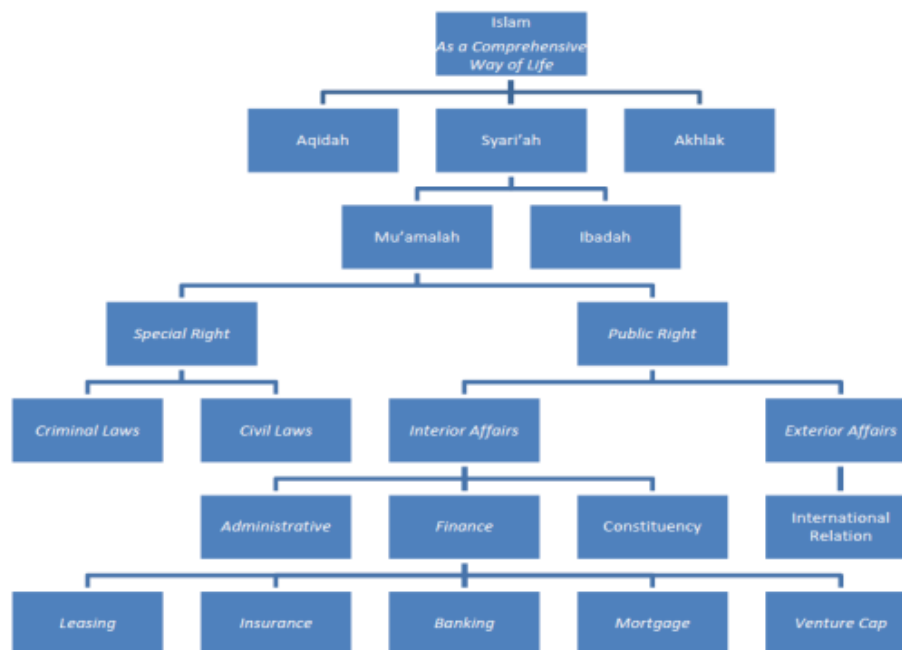 Islam
As a Comprehensive
Way of Life
Aqidah
Syari'ah
Akhlak
Mu'amalah
Ibadah
Special Right
Public Right
Criminal Laws
Civil Laws
Interior Affairs
Exterior Affairs
Administrative
Finance
Constituency
International
Relation
Leasing
Insurance
Banking
Mortgage
Venture Cap